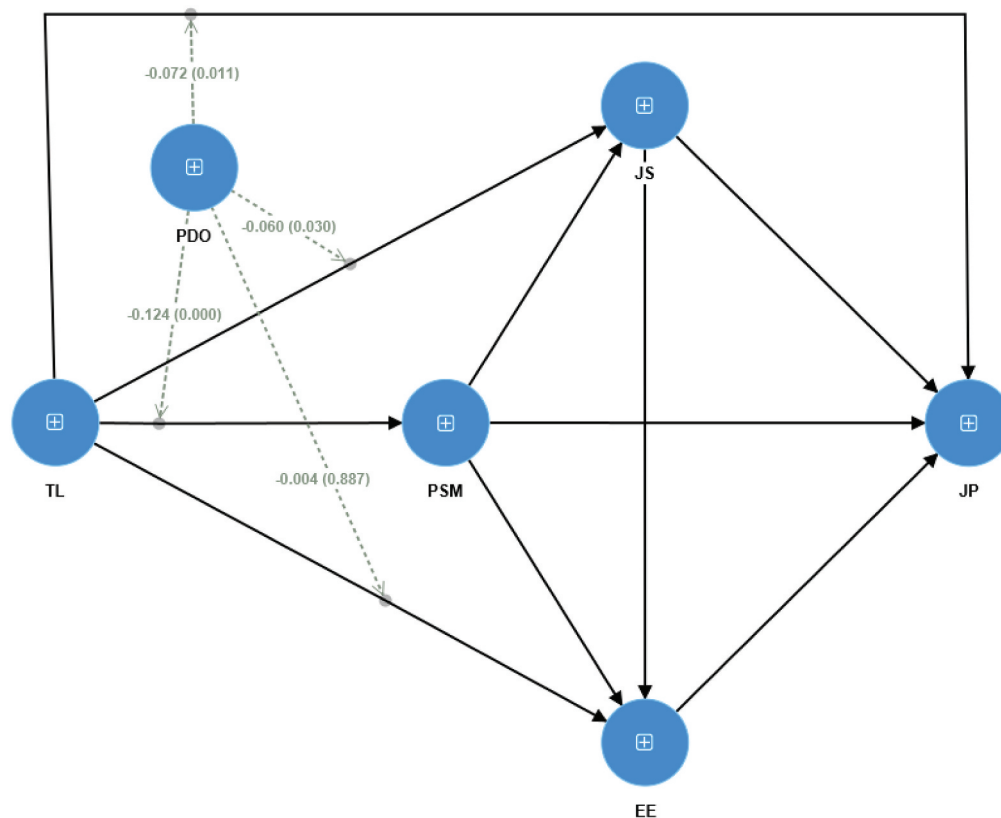 -0.072 (0.011)
JS
PDO
-0.060 (0.030)
-0.124 (0.000)
-0.004 (0.887)
TL
PSM
JP
EE